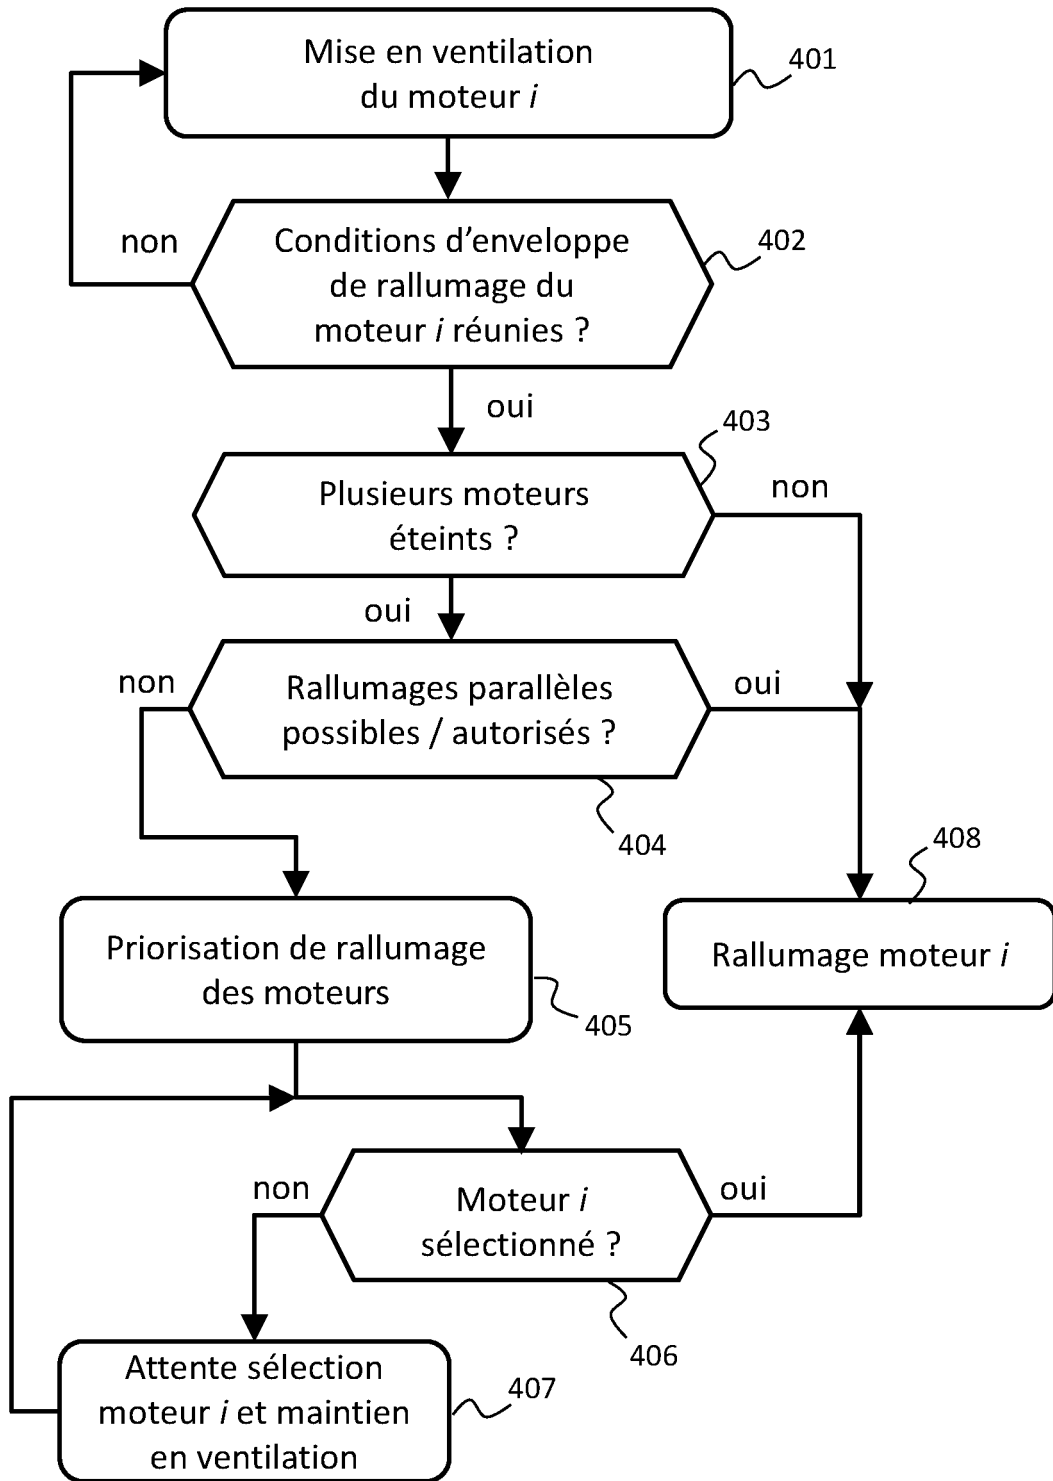 Mise en ventilation
du moteur i
401
non
Conditions d’enveloppe
de rallumage du
moteur i réunies ?
402
oui
403
Plusieurs moteurs
éteints ?
non
oui
non
Rallumages parallèles
possibles / autorisés ?
oui
404
408
Priorisation de rallumage
des moteurs
405
Rallumage moteur i
non
Moteur i
sélectionné ?
oui
406
Attente sélection
moteur i et maintien
en ventilation
407